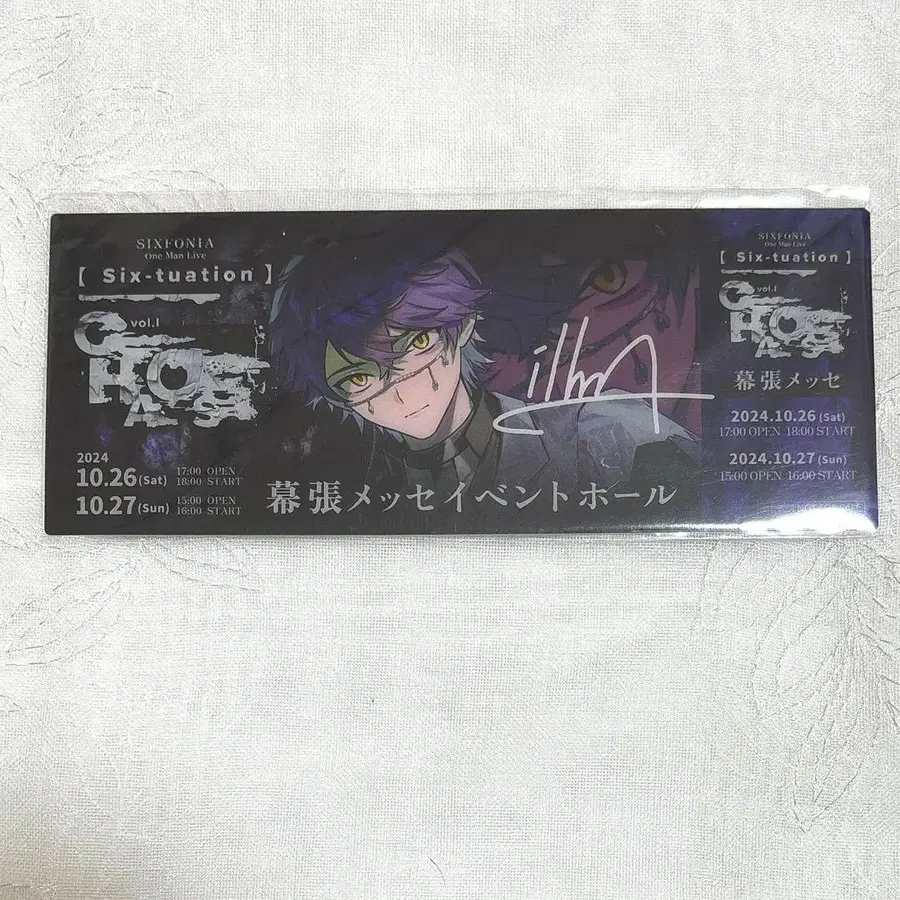 SIXFONIA
One Man Live
【 Six-tuation 】
vol.1
CHAOS
2024
10.26(Sat) 17:00 OPEN 18:00 START
10.27(Sun) 15:00 OPEN 16:00 START
幕張メッセイベントホール
SIXFONIA
One Man Live
【 Six-tuation 】
vol.1
CHAOS
幕張メッセ
2024.10.26(Sat)
17:00 OPEN 18:00 START
2024.10.27(Sun)
15:00 OPEN 16:00 START